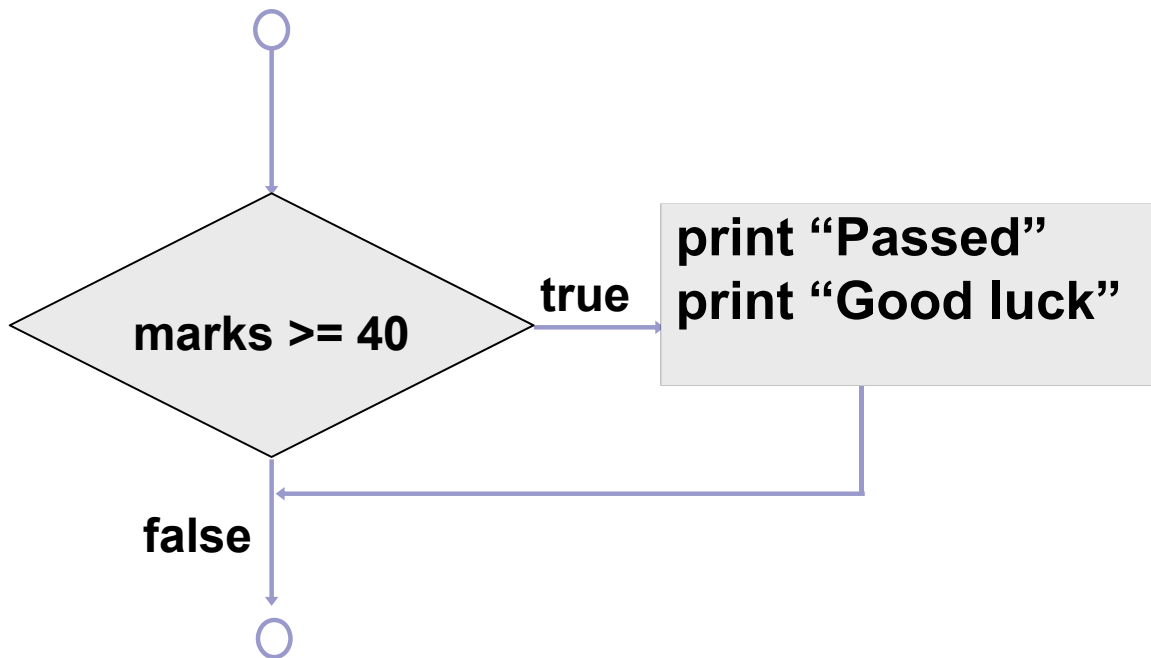 marks >= 40
true
print “Passed”
print “Good luck”
false